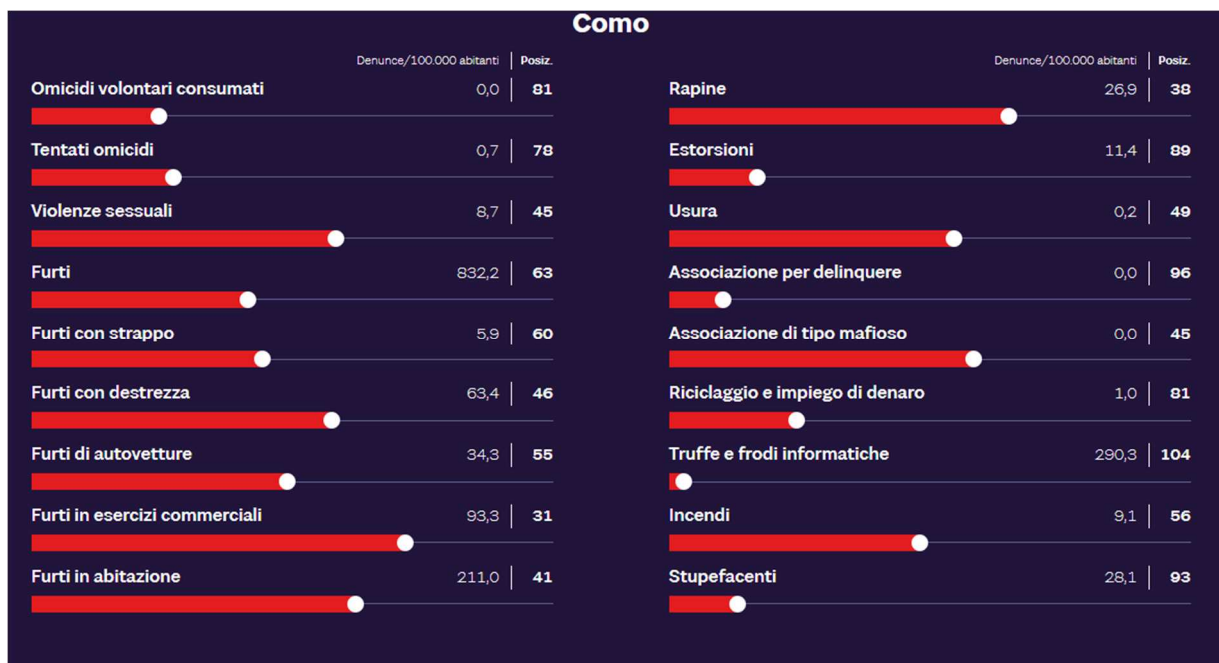 Como
Denunce/100.000 abitanti Posiz.
Omicidi volontari consumati 0,0 81
Tentati omicidi 0,7 78
Violenze sessuali 8,7 45
Furti 832,2 63
Furti con strappo 5,9 60
Furti con destrezza 63,4 46
Furti di autovetture 34,3 55
Furti in esercizi commerciali 93,3 31
Furti in abitazione 211,0 41
Denunce/100.000 abitanti Posiz.
Rapine 26,9 38
Estorsioni 11,4 89
Usura 0,2 49
Associazione per delinquere 0,0 96
Associazione di tipo mafioso 0,0 45
Riciclaggio e impiego di denaro 1,0 81
Truffe e frodi informatiche 290,3 104
Incendi 9,1 56
Stupefacenti 28,1 93